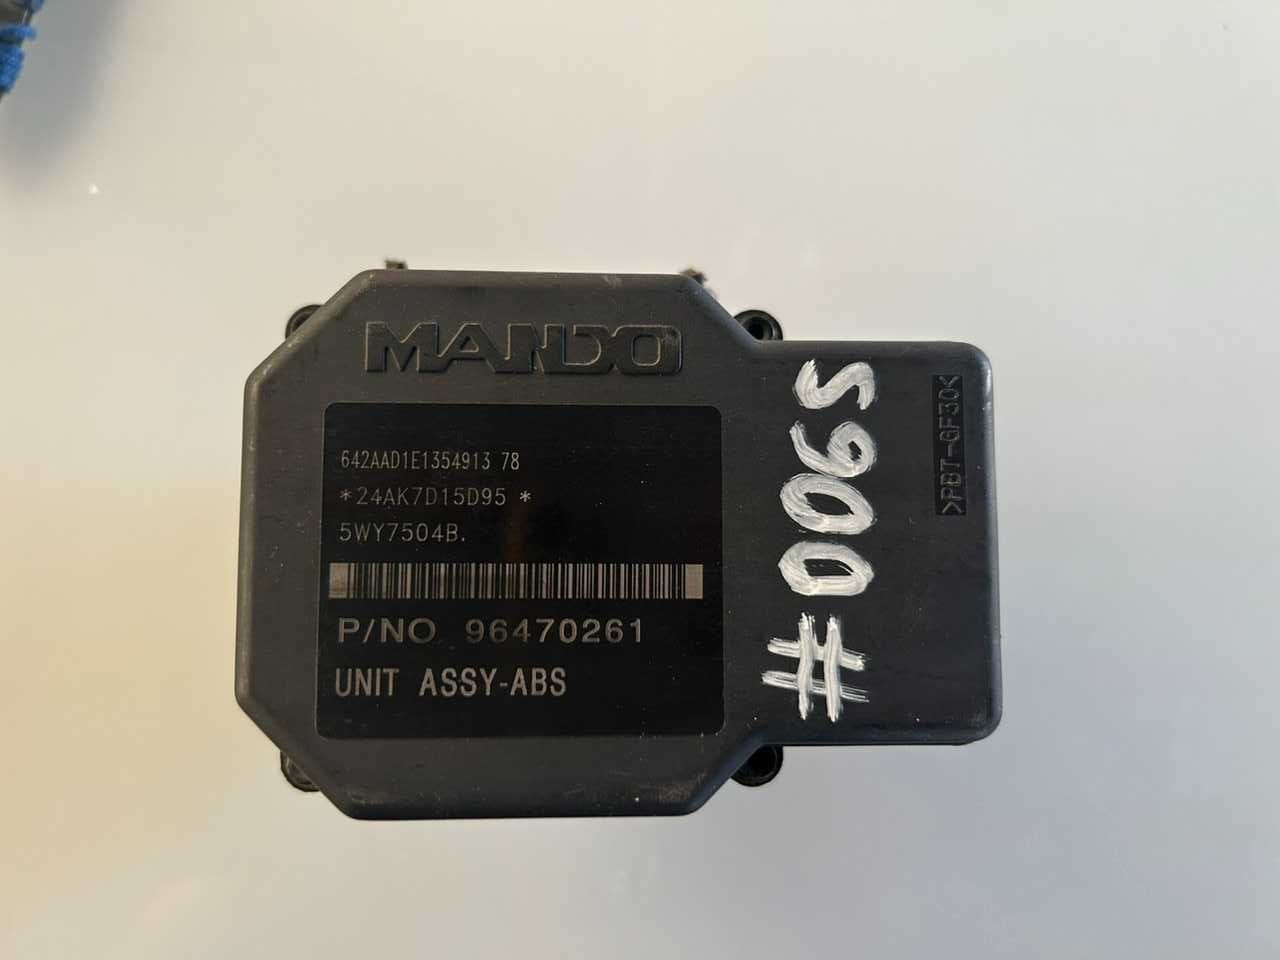 MANDO
642AAD1E1354913 78
*24AK7D15D95 *
5WY7504B.
P/NO 96470261
UNIT ASSY-ABS
#006S
>PBT-GF30<